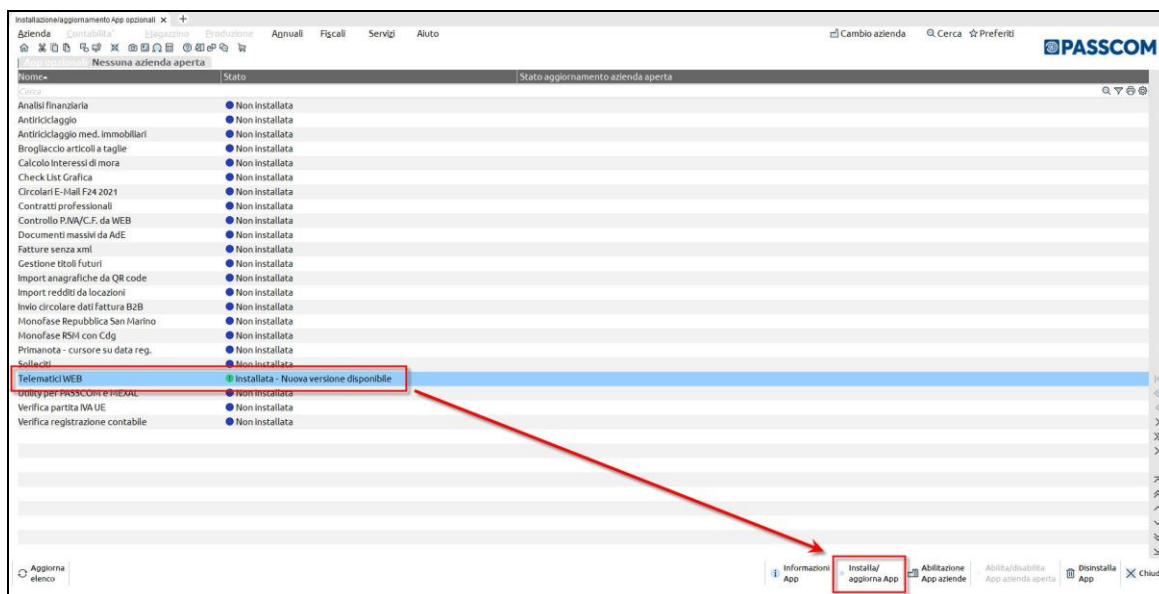 Installazione/aggiornamento App opzionali × +
Azienda Contabilita' Magazzino Produzione Annuali Fiscali Servizi Aiuto Cambio azienda Cerca Preferiti
PASSCOM
App opzionali Nessuna azienda aperta
Nome Stato Stato aggiornamento azienda aperta
Cerca
Analisi finanziaria Non installata
Antiriciclaggio Non installata
Antiriciclaggio med. immobiliari Non installata
Brogliaccio articoli a taglie Non installata
Calcolo interessi di mora Non installata
Check List Grafica Non installata
Circolari E-Mail F24 2021 Non installata
Contratti professionali Non installata
Controllo P.IVA/C.F. da WEB Non installata
Documenti massivi da AdE Non installata
Fatture senza xml Non installata
Gestione titoli futuri Non installata
Import anagrafiche da QR code Non installata
Import redditi da locazioni Non installata
Invio circolare dati fattura B2B Non installata
Monofase Repubblica San Marino Non installata
Monofase RSM con Cdg Non installata
Primanota - cursore su data reg. Non installata
Solleciti Non installata
Telematici WEB Installata - Nuova versione disponibile
Utility per PASSCOM e MEXAL Non installata
Verifica partita IVA UE Non installata
Verifica registrazione contabile Non installata
Aggiorna elenco
Informazioni App
Installa/ aggiorna App
Abilitazione App aziende
Abilita/disabilita App azienda aperta
Disinstalla App
Chiud